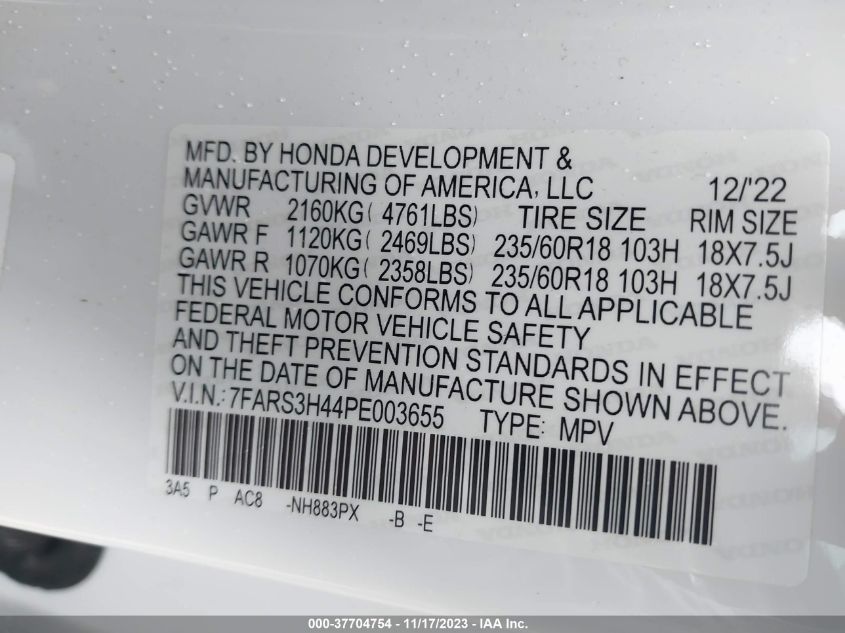 MFD. BY HONDA DEVELOPMENT &
MANUFACTURING OF AMERICA, LLC 12/'22
GVWR 2160KG( 4761LBS) TIRE SIZE RIM SIZE
GAWR F 1120KG( 2469LBS) 235/60R18 103H 18X7.5J
GAWR R 1070KG( 2358LBS) 235/60R18 103H 18X7.5J
THIS VEHICLE CONFORMS TO ALL APPLICABLE
FEDERAL MOTOR VEHICLE SAFETY
AND THEFT PREVENTION STANDARDS IN EFFECT
ON THE DATE OF MANUFACTURE SHOWN ABOVE.
V.I.N.: 7FARS3H44PE003655 TYPE: MPV
3A5 P AC8 -NH883PX -B -E
000-37704754 - 11/17/2023 - IAA Inc.